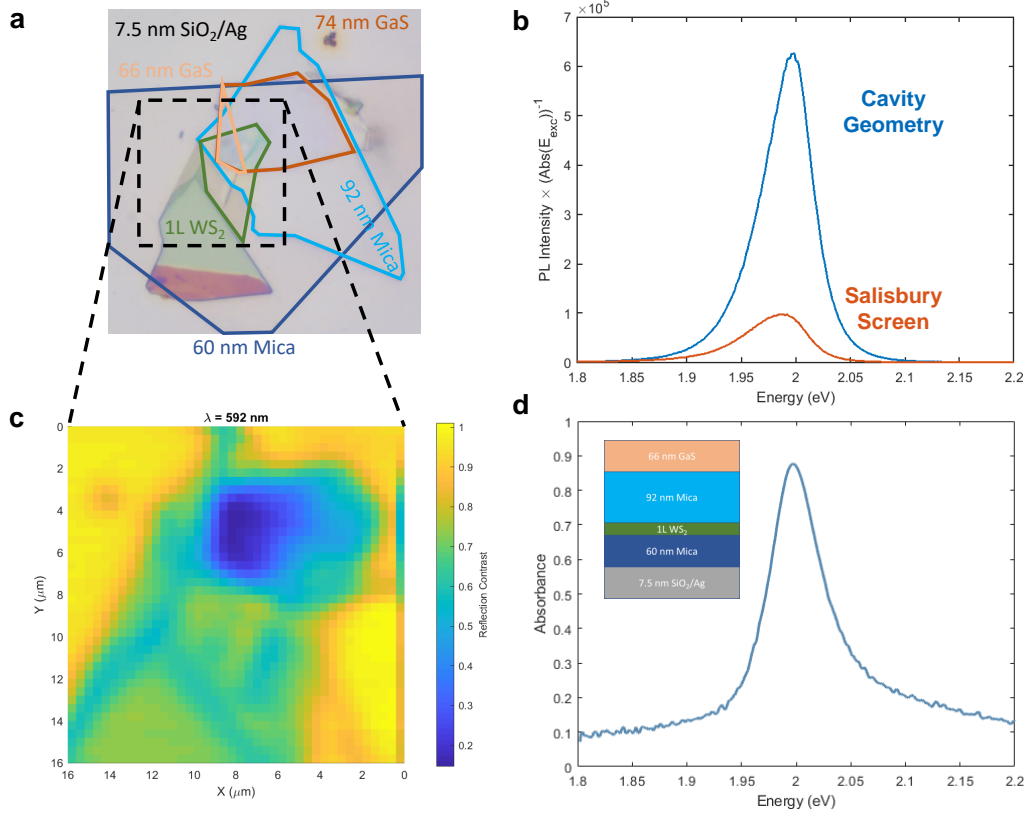 a
7.5 nm SiO₂/Ag
74 nm GaS
66 nm GaS
1L WS₂
92 nm Mica
60 nm Mica
b
×10⁵
7
6
5
4
3
2
1
0
PL Intensity × (Abs(E_exc))⁻¹
Cavity
Geometry
Salisbury
Screen
1.8 1.85 1.9 1.95 2 2.05 2.1 2.15 2.2
Energy (eV)
c
λ = 592 nm
0
2
4
6
8
10
12
14
16
Y (μm)
16 14 12 10 8 6 4 2 0
X (μm)
1
0.9
0.8
0.7
0.6
0.5
0.4
0.3
0.2
Reflection Contrast
d
1
0.9
0.8
0.7
0.6
0.5
0.4
0.3
0.2
0.1
0
Absorbance
66 nm GaS
92 nm Mica
1L WS₂
60 nm Mica
7.5 nm SiO₂/Ag
1.8 1.85 1.9 1.95 2 2.05 2.1 2.15 2.2
Energy (eV)